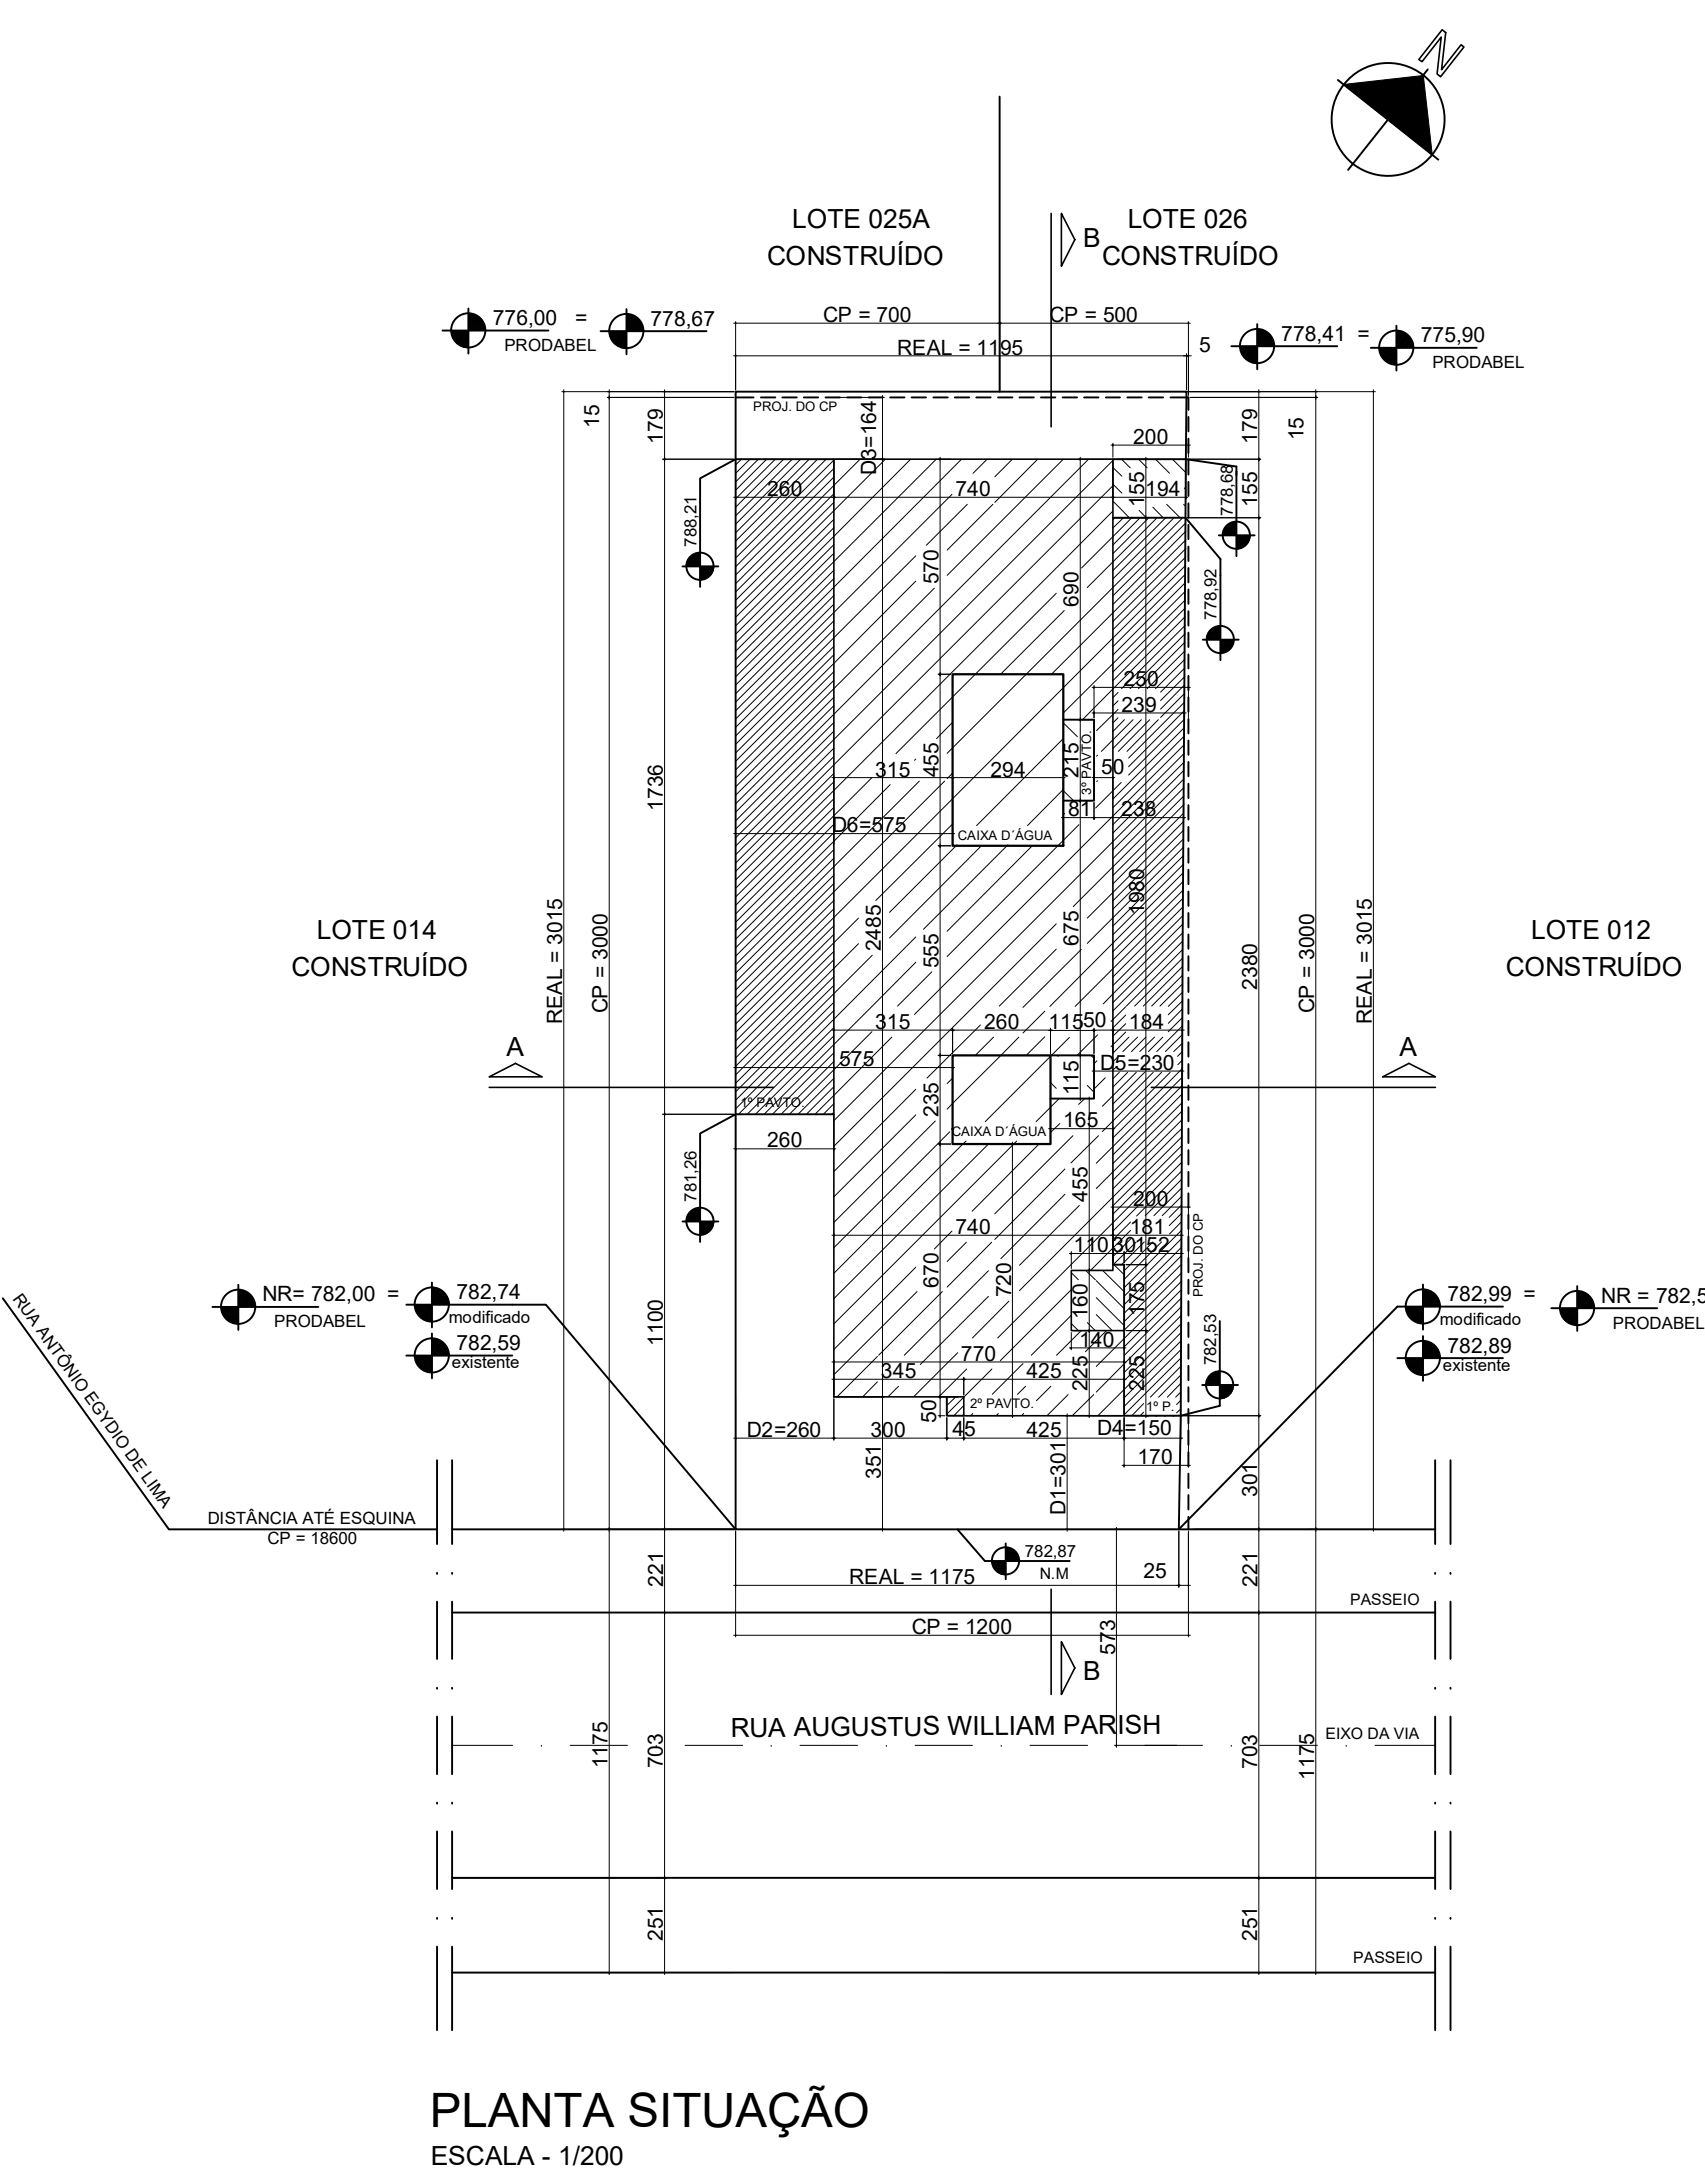 N
LOTE 025A
CONSTRUÍDO
B
LOTE 026
CONSTRUÍDO
CP = 700
CP = 500
776,00
=
778,67
PRODABEL
REAL = 1195
5
778,41
=
775,90
PRODABEL
15
179
PROJ. DO CP
D3=164
200
179
15
260
740
155
194
778,68
155
788,21
570
690
778,92
250
239
1736
315
455
294
215
3º PAVTO.
50
81
238
D6=575
CAIXA D´ÁGUA
LOTE 014
CONSTRUÍDO
REAL = 3015
CP = 3000
2485
555
675
1980
2380
CP = 3000
REAL = 3015
LOTE 012
CONSTRUÍDO
315
260
115
50
184
A
575
D5=230
A
235
115
1º PAVTO.
CAIXA D´ÁGUA
165
260
781,26
455
200
740
181
110
30
152
PROJ. DO CP
670
720
160
175
NR= 782,00
=
782,74
PRODABEL
modificado
782,59
existente
782,99
=
NR = 782,5
modificado
PRODABEL
782,89
existente
1100
140
782,53
770
345
425
225
225
50
2º PAVTO.
1º P.
D2=260
300
45
425
D4=150
351
D1=301
170
301
RUA ANTÔNIO EGYDIO DE LIMA
DISTÂNCIA ATÉ ESQUINA
CP = 18600
782,87
N.M
221
REAL = 1175
25
221
PASSEIO
CP = 1200
573
B
RUA AUGUSTUS WILLIAM PARISH
1175
703
703
1175
EIXO DA VIA
251
251
PASSEIO
PLANTA SITUAÇÃO
ESCALA - 1/200